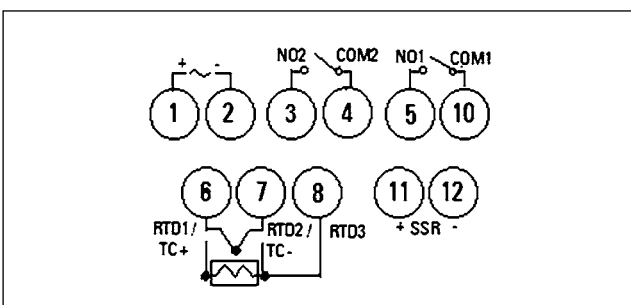 + ~ -
NO2 COM2 NO1 COM1
1 2 3 4 5 10
6 7 8 11 12
RTD1/ RTD2/ RTD3 + SSR -
TC+ TC-